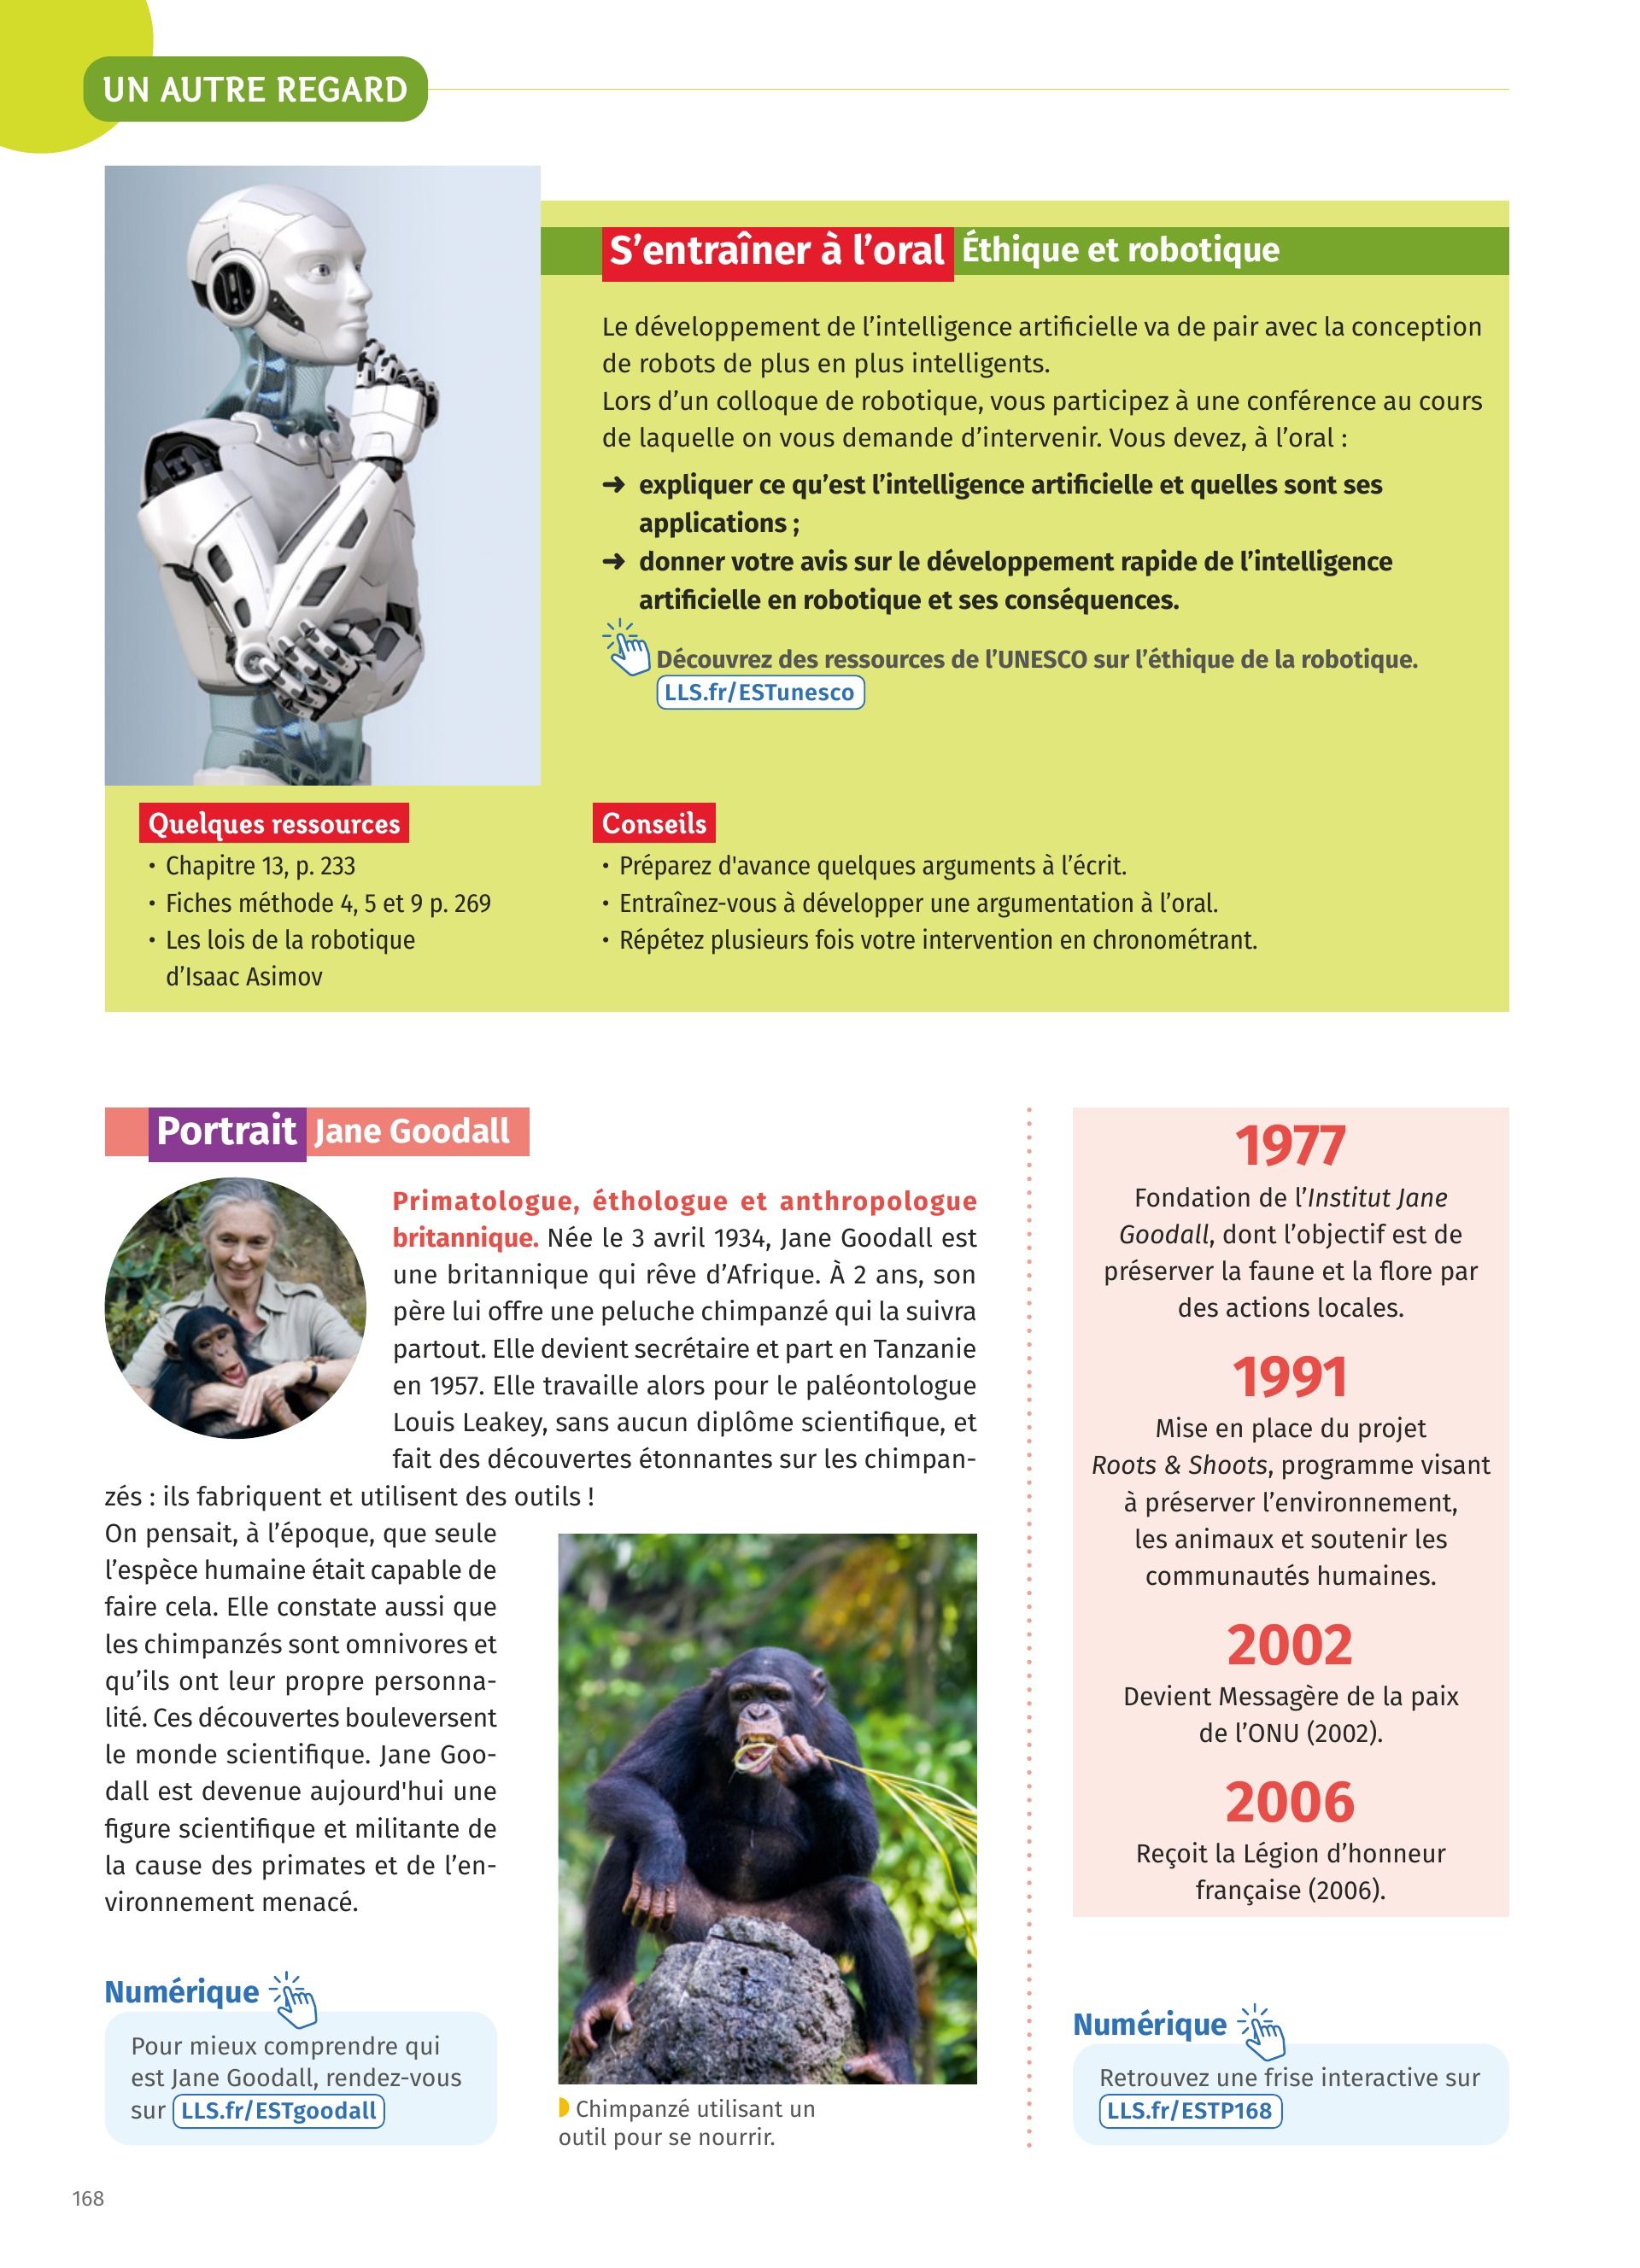 UN AUTRE REGARD
S’entraîner à l’oral Éthique et robotique
Le développement de l’intelligence artificielle va de pair avec la conception
de robots de plus en plus intelligents.
Lors d’un colloque de robotique, vous participez à une conférence au cours
de laquelle on vous demande d’intervenir. Vous devez, à l’oral :
➜ expliquer ce qu’est l’intelligence artificielle et quelles sont ses
applications ;
➜ donner votre avis sur le développement rapide de l’intelligence
artificielle en robotique et ses conséquences.
Découvrez des ressources de l’UNESCO sur l’éthique de la robotique.
LLS.fr/ESTunesco
Quelques ressources
• Chapitre 13, p. 233
• Fiches méthode 4, 5 et 9 p. 269
• Les lois de la robotique
d’Isaac Asimov
Conseils
• Préparez d'avance quelques arguments à l’écrit.
• Entraînez-vous à développer une argumentation à l’oral.
• Répétez plusieurs fois votre intervention en chronométrant.
Portrait Jane Goodall
Primatologue, éthologue et anthropologue
britannique. Née le 3 avril 1934, Jane Goodall est
une britannique qui rêve d’Afrique. À 2 ans, son
père lui offre une peluche chimpanzé qui la suivra
partout. Elle devient secrétaire et part en Tanzanie
en 1957. Elle travaille alors pour le paléontologue
Louis Leakey, sans aucun diplôme scientifique, et
fait des découvertes étonnantes sur les chimpan-
zés : ils fabriquent et utilisent des outils !
On pensait, à l’époque, que seule
l’espèce humaine était capable de
faire cela. Elle constate aussi que
les chimpanzés sont omnivores et
qu’ils ont leur propre personna-
lité. Ces découvertes bouleversent
le monde scientifique. Jane Goo-
dall est devenue aujourd'hui une
figure scientifique et militante de
la cause des primates et de l’en-
vironnement menacé.
Numérique
Pour mieux comprendre qui
est Jane Goodall, rendez-vous
sur LLS.fr/ESTgoodall
Chimpanzé utilisant un
outil pour se nourrir.
1977
Fondation de l’Institut Jane
Goodall, dont l’objectif est de
préserver la faune et la flore par
des actions locales.
1991
Mise en place du projet
Roots & Shoots, programme visant
à préserver l’environnement,
les animaux et soutenir les
communautés humaines.
2002
Devient Messagère de la paix
de l’ONU (2002).
2006
Reçoit la Légion d’honneur
française (2006).
Numérique
Retrouvez une frise interactive sur
LLS.fr/ESTP168
168